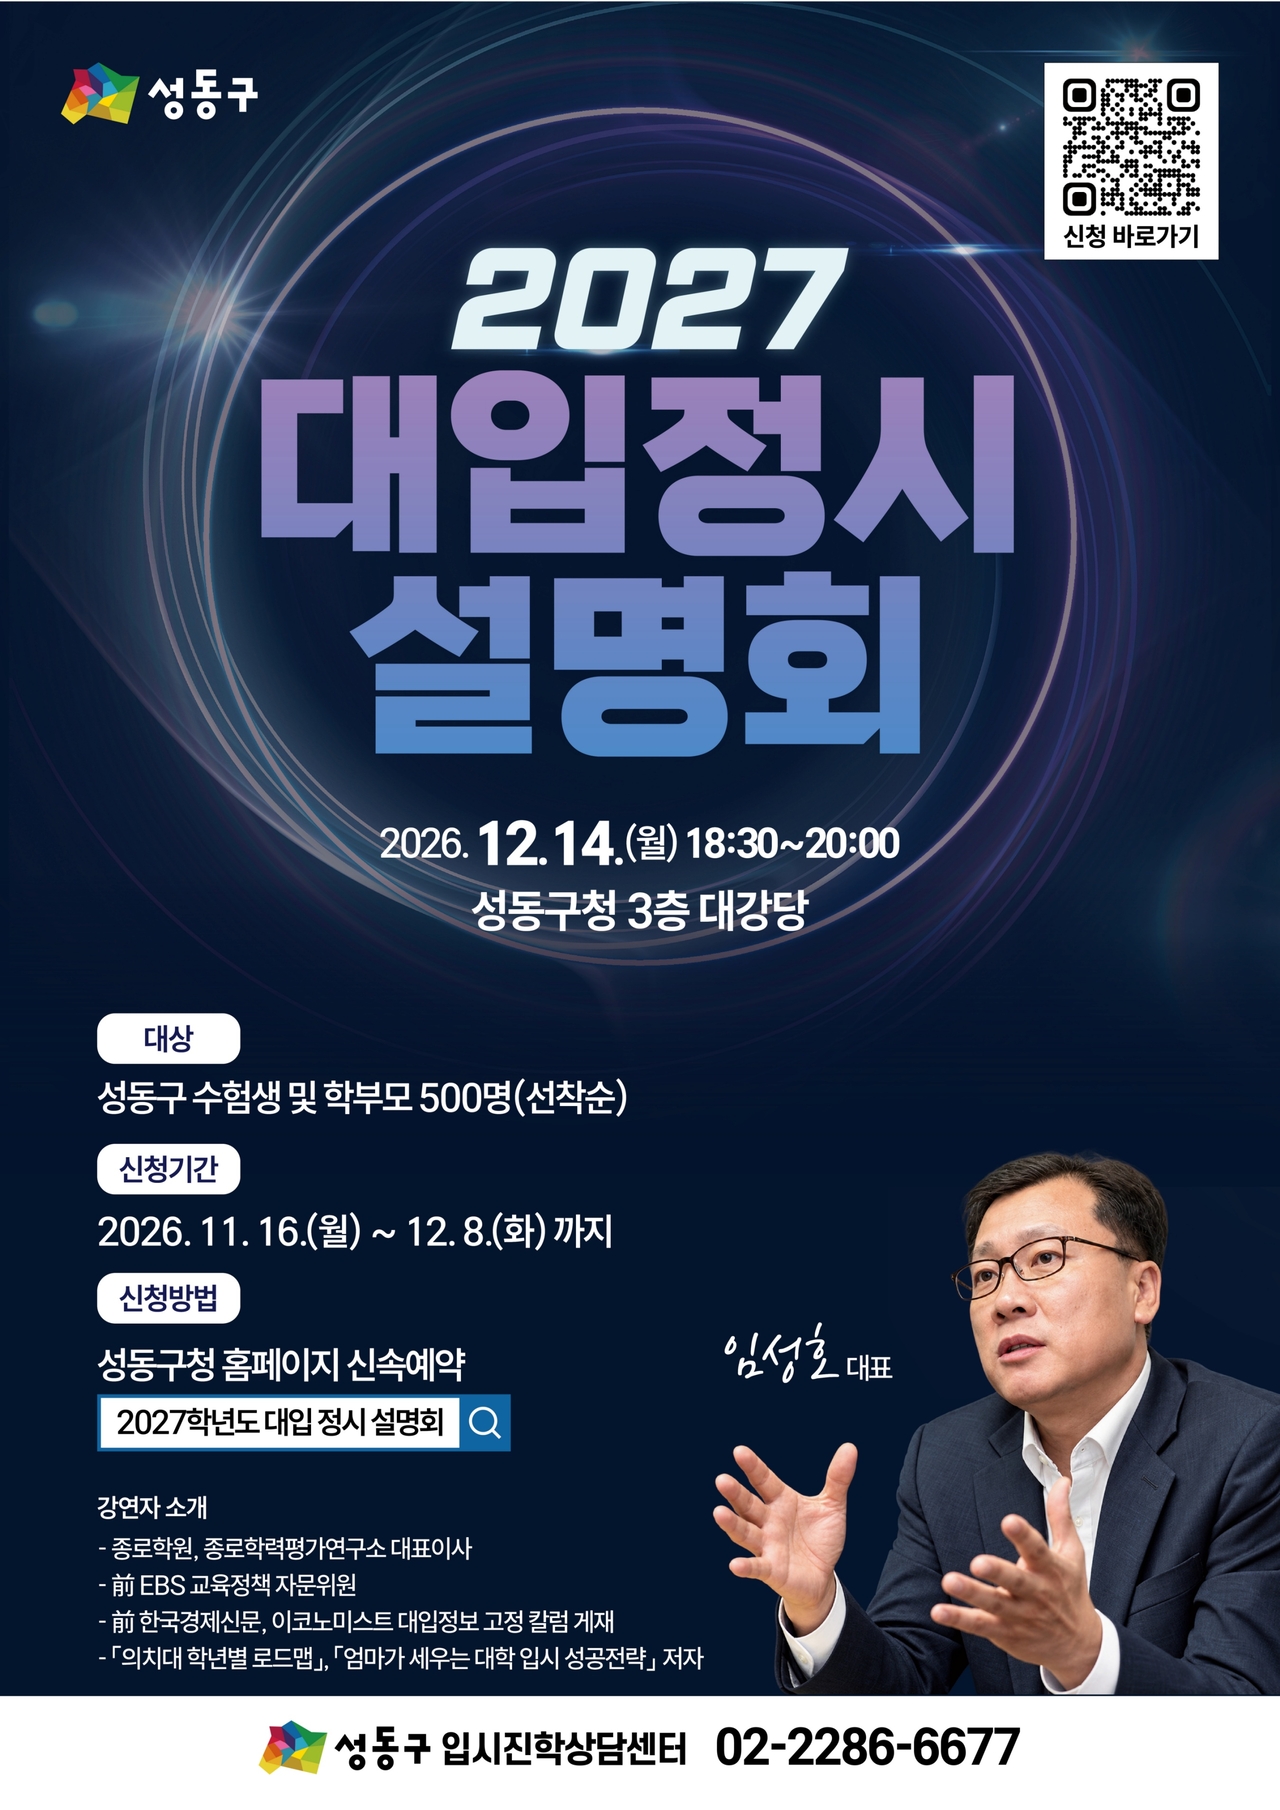 성동구
신청 바로가기
2027
대입정시
설명회
2026. 12. 14.(월) 18:30~20:00
성동구청 3층 대강당
대상
성동구 수험생 및 학부모 500명(선착순)
신청기간
2026. 11. 16.(월) ~ 12. 8.(화) 까지
신청방법
성동구청 홈페이지 신속예약
2027학년도 대입 정시 설명회
임성호 대표
강연자 소개
- 종로학원, 종로학력평가연구소 대표이사
- 前 EBS 교육정책 자문위원
- 前 한국경제신문, 이코노미스트 대입정보 고정 칼럼 게재
- 「의치대 학년별 로드맵」, 「엄마가 세우는 대학 입시 성공전략」 저자
성동구 입시진학상담센터 02-2286-6677